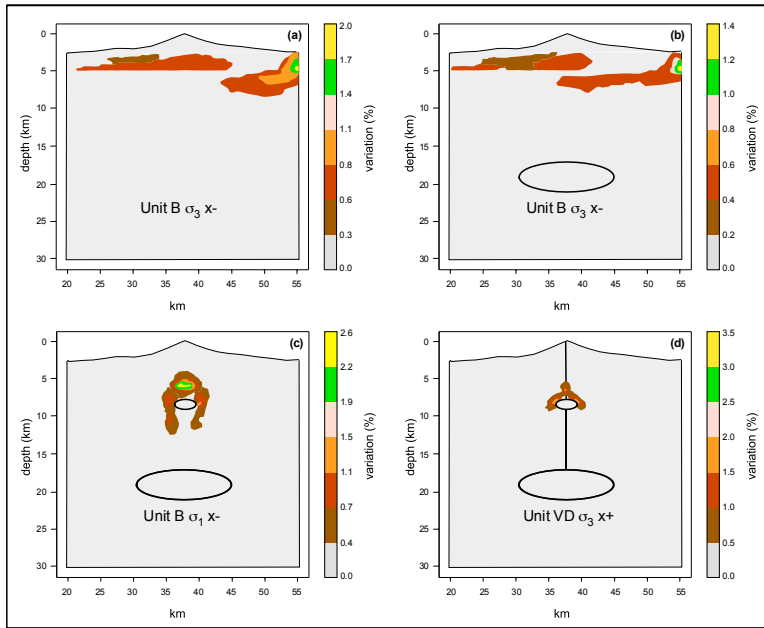 (a)
0
5
10
15
20
25
30
depth (km)
20 25 30 35 40 45 50 55
km
Unit B σ3 x-
2.0
1.7
1.4
1.1
0.8
0.6
0.3
0.0
variation (%)
(b)
0
5
10
15
20
25
30
depth (km)
20 25 30 35 40 45 50 55
km
Unit B σ3 x-
1.4
1.2
1.0
0.8
0.6
0.4
0.2
0.0
variation (%)
(c)
0
5
10
15
20
25
30
depth (km)
20 25 30 35 40 45 50 55
km
Unit B σ1 x-
2.6
2.2
1.9
1.5
1.1
0.7
0.4
0.0
variation (%)
(d)
0
5
10
15
20
25
30
depth (km)
20 25 30 35 40 45 50 55
km
Unit VD σ3 x+
3.5
3.0
2.5
2.0
1.5
1.0
0.5
0.0
variation (%)